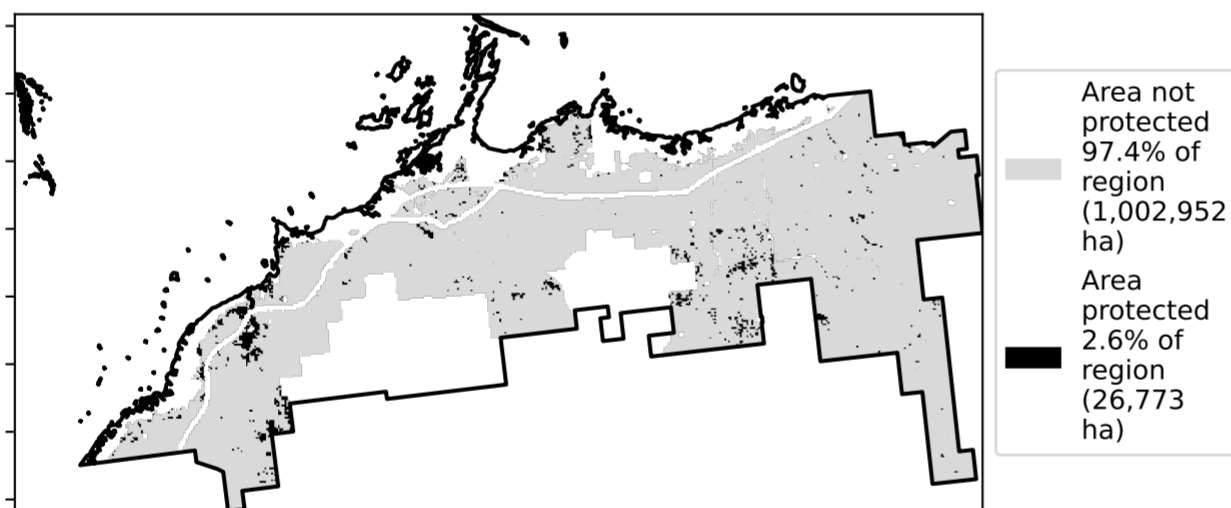 Area not
protected
97.4% of
region
(1,002,952
ha)
Area
protected
2.6% of
region
(26,773
ha)